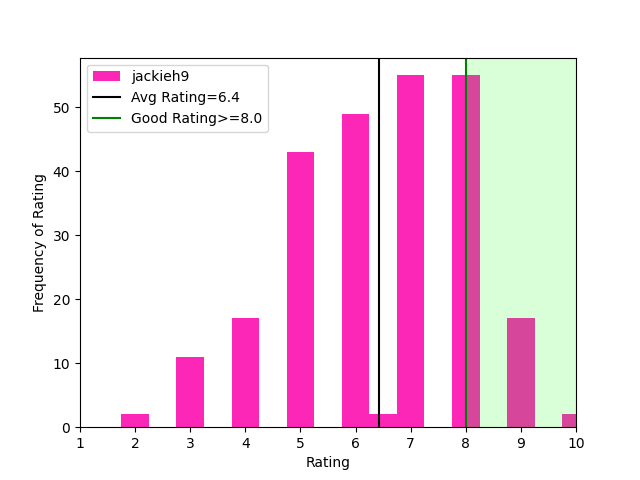 jackieh9
Avg Rating=6.4
Good Rating>=8.0
50
40
30
20
10
0
Frequency of Rating
1 2 3 4 5 6 7 8 9 10
Rating